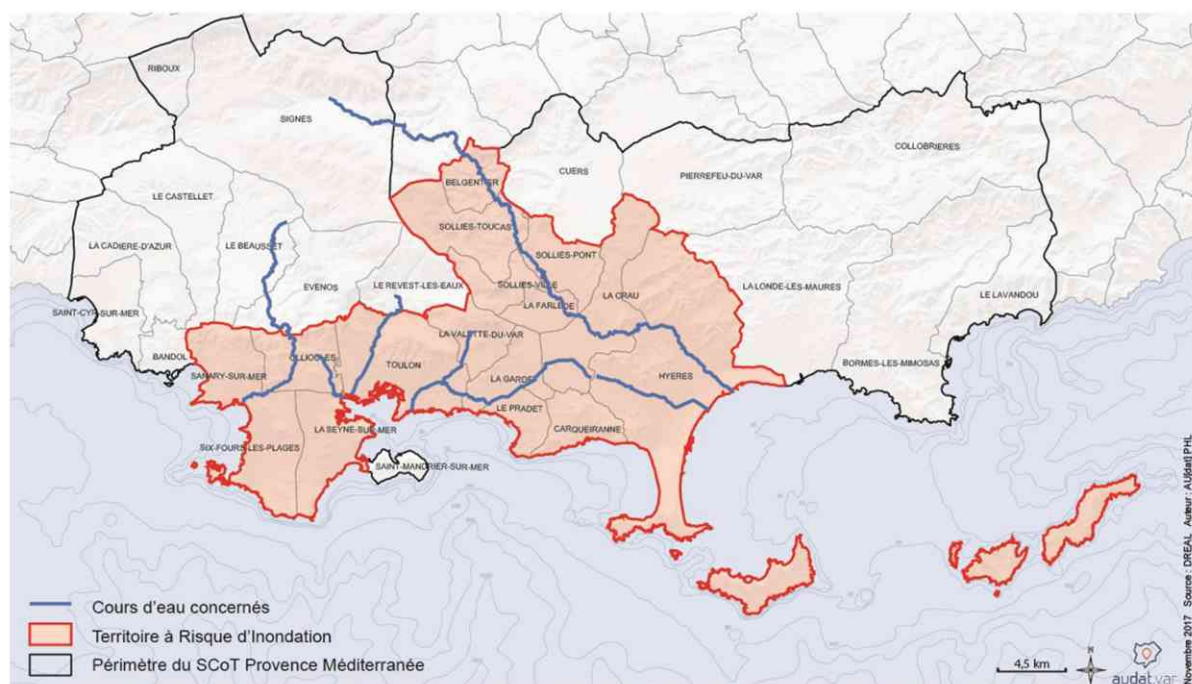 RIBOUX
SIGNES
COLLOBRIERES
CUERS
PIERREFEU-DU-VAR
BELGENTIER
LE CASTELLET
SOLLIES-TOUCAS
LA CADIERE-D'AZUR
LE BEAUSSET
SOLLIES-PONT
EVENOS
LE REVEST-LES-EAUX
SOLLIES-VILLE
LA CRAU
LA LONDE-LES-MAURES
LE LAVANDOU
LA FARLEDE
SAINT-CYR-SUR-MER
LA VALETTE-DU-VAR
BANDOL
OLLIOULES
TOULON
BORMES-LES-MIMOSAS
SANARY-SUR-MER
LA GARDE
HYERES
LE PRADET
LA SEYNE-SUR-MER
CARQUEIRANNE
SIX-FOURS-LES-PLAGES
SAINT-MANDRIER-SUR-MER
Cours d'eau concernés
Territoire à Risque d'Inondation
Périmètre du SCoT Provence Méditerranée
4,5 km
N
audat.var
Novembre 2017 Source : DREAL Auteur : AU[dat] PHL